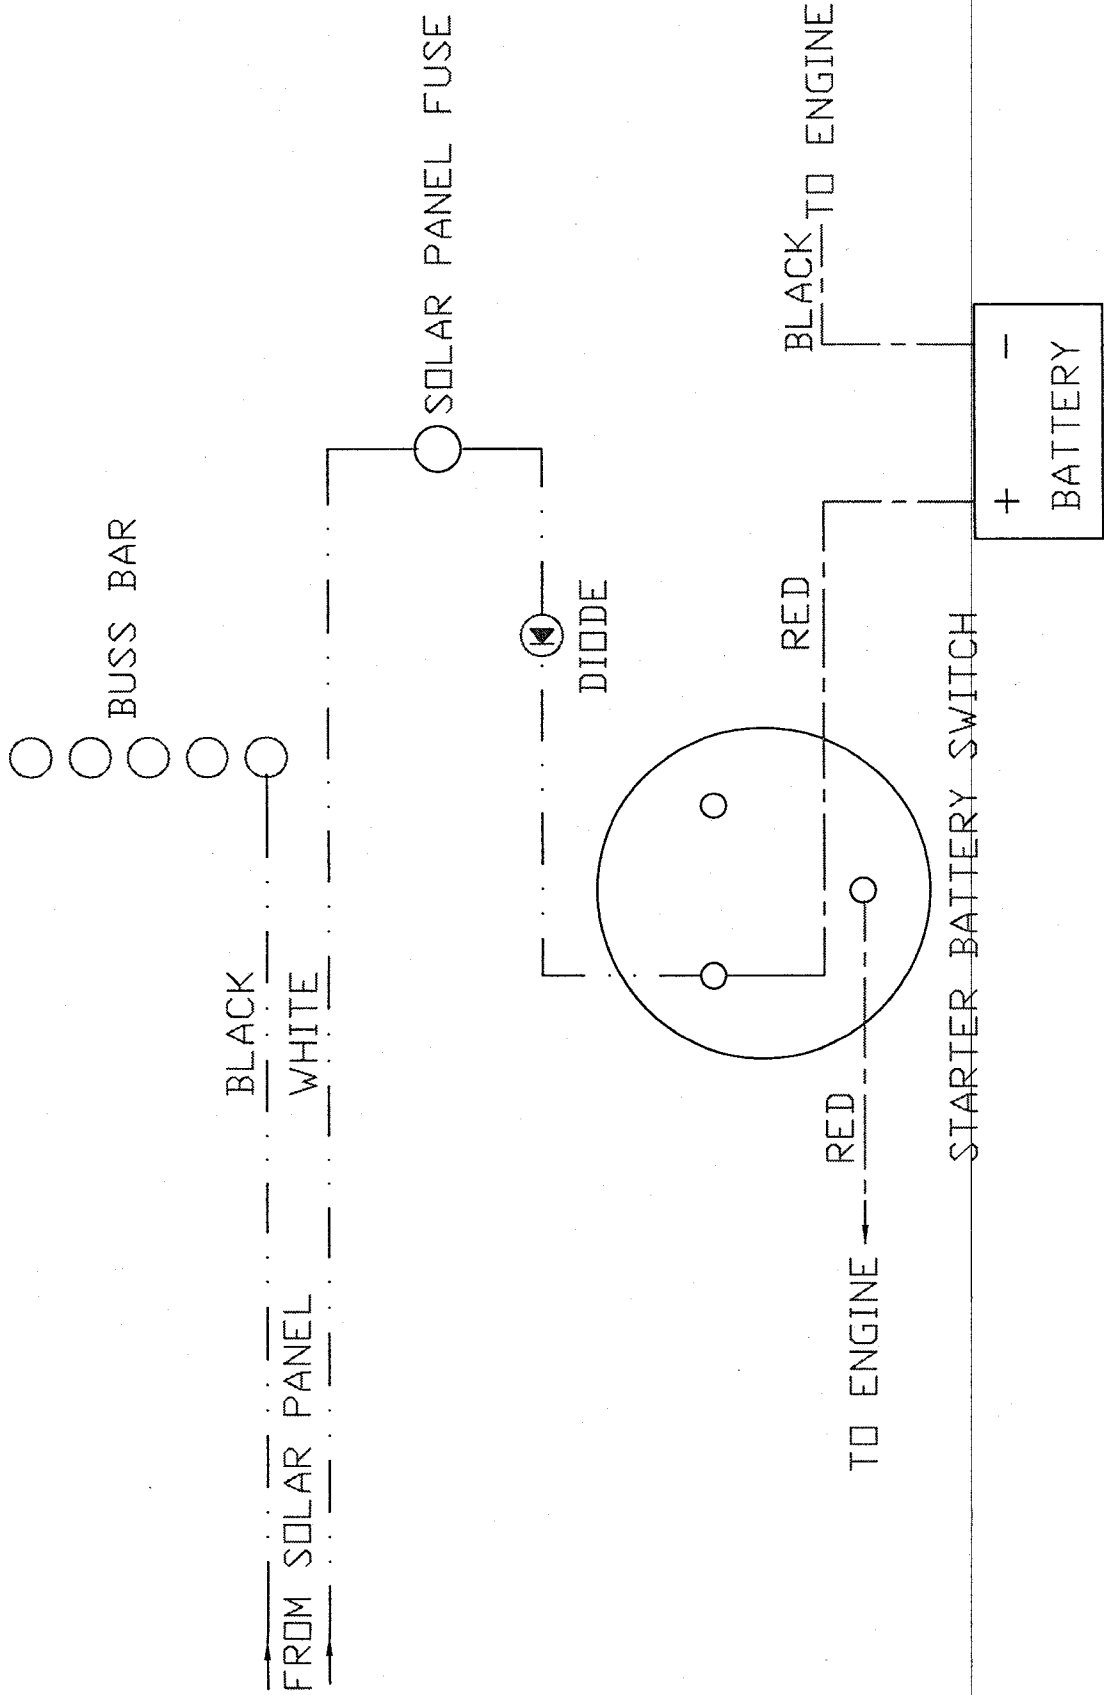 BUSS BAR
BLACK
WHITE
FROM SOLAR PANEL
SOLAR PANEL FUSE
DIODE
BLACK
TO ENGINE
RED
RED
TO ENGINE
+ -
BATTERY
STARTER BATTERY SWITCH